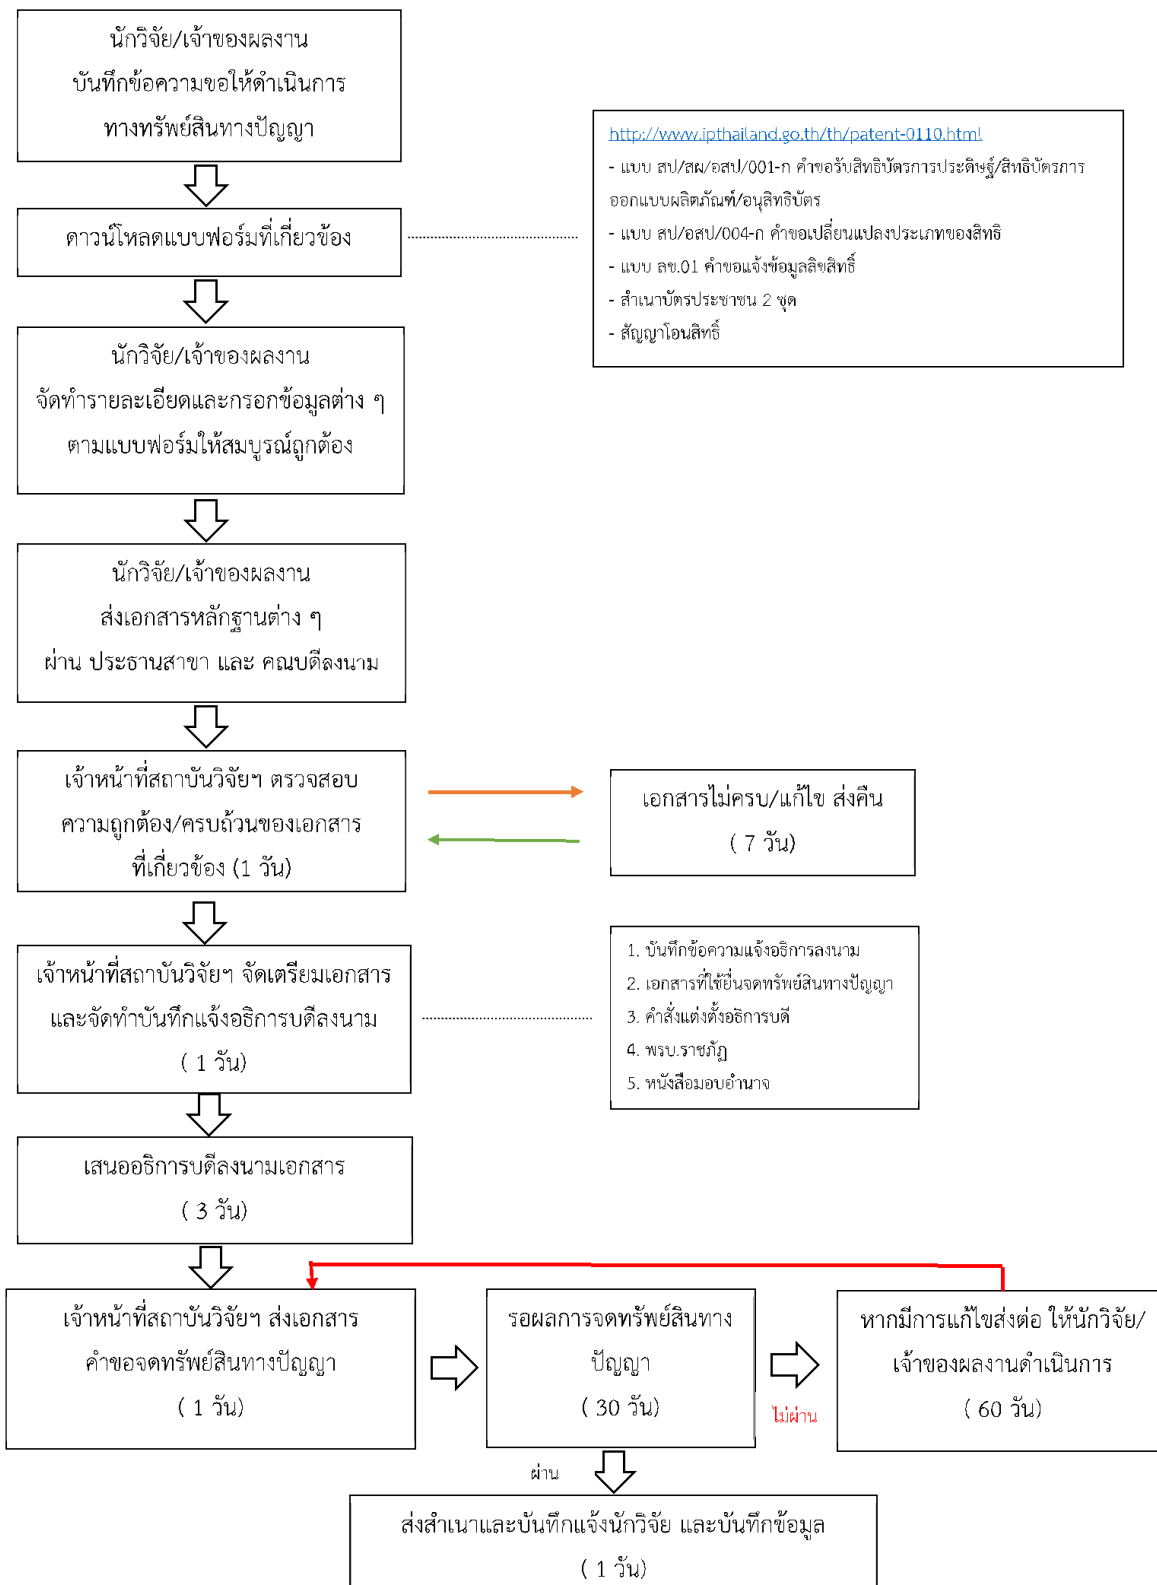 นักวิจัย/เจ้าของผลงาน
บันทึกข้อความขอให้ดำเนินการ
ทางทรัพย์สินทางปัญญา
ดาวน์โหลดแบบฟอร์มที่เกี่ยวข้อง
http://www.ipthailand.go.th/th/patent-0110.html
- แบบ สป/สผ/อสป/001-ก คำขอรับสิทธิบัตรการประดิษฐ์/สิทธิบัตรการ
ออกแบบผลิตภัณฑ์/อนุสิทธิบัตร
- แบบ สป/อสป/004-ก คำขอเปลี่ยนแปลงประเภทของสิทธิ
- แบบ ลข.01 คำขอแจ้งข้อมูลลิขสิทธิ์
- สำเนาบัตรประชาชน 2 ชุด
- สัญญาโอนสิทธิ์
นักวิจัย/เจ้าของผลงาน
จัดทำรายละเอียดและกรอกข้อมูลต่าง ๆ
ตามแบบฟอร์มให้สมบูรณ์ถูกต้อง
นักวิจัย/เจ้าของผลงาน
ส่งเอกสารหลักฐานต่าง ๆ
ผ่าน ประธานสาขา และ คณบดีลงนาม
เจ้าหน้าที่สถาบันวิจัยฯ ตรวจสอบ
ความถูกต้อง/ครบถ้วนของเอกสาร
ที่เกี่ยวข้อง (1 วัน)
เอกสารไม่ครบ/แก้ไข ส่งคืน
( 7 วัน)
เจ้าหน้าที่สถาบันวิจัยฯ จัดเตรียมเอกสาร
และจัดทำบันทึกแจ้งอธิการบดีลงนาม
( 1 วัน)
1. บันทึกข้อความแจ้งอธิการลงนาม
2. เอกสารที่ใช้ยื่นจดทรัพย์สินทางปัญญา
3. คำสั่งแต่งตั้งอธิการบดี
4. พรบ.ราชภัฏ
5. หนังสือมอบอำนาจ
เสนออธิการบดีลงนามเอกสาร
( 3 วัน)
เจ้าหน้าที่สถาบันวิจัยฯ ส่งเอกสาร
คำขอจดทรัพย์สินทางปัญญา
( 1 วัน)
รอผลการจดทรัพย์สินทาง
ปัญญา
( 30 วัน)
ไม่ผ่าน
หากมีการแก้ไขส่งต่อ ให้นักวิจัย/
เจ้าของผลงานดำเนินการ
( 60 วัน)
ผ่าน
ส่งสำเนาและบันทึกแจ้งนักวิจัย และบันทึกข้อมูล
( 1 วัน)